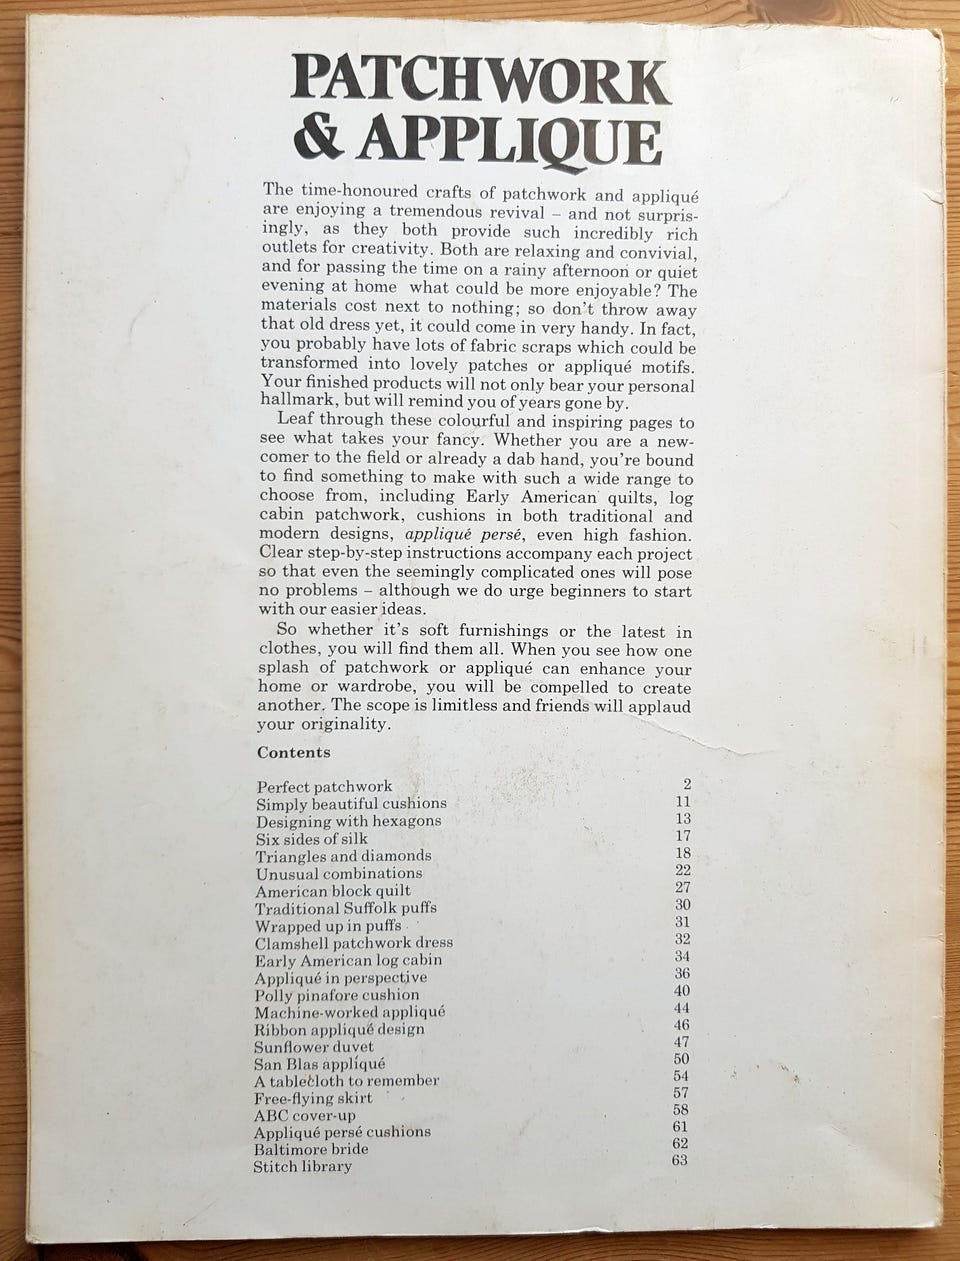 PATCHWORK
& APPLIQUE
The time-honoured crafts of patchwork and appliqué
are enjoying a tremendous revival – and not surpris-
ingly, as they both provide such incredibly rich
outlets for creativity. Both are relaxing and convivial,
and for passing the time on a rainy afternoon or quiet
evening at home what could be more enjoyable? The
materials cost next to nothing; so don't throw away
that old dress yet, it could come in very handy. In fact,
you probably have lots of fabric scraps which could be
transformed into lovely patches or appliqué motifs.
Your finished products will not only bear your personal
hallmark, but will remind you of years gone by.
Leaf through these colourful and inspiring pages to
see what takes your fancy. Whether you are a new-
comer to the field or already a dab hand, you're bound
to find something to make with such a wide range to
choose from, including Early American quilts, log
cabin patchwork, cushions in both traditional and
modern designs, appliqué persé, even high fashion.
Clear step-by-step instructions accompany each project
so that even the seemingly complicated ones will pose
no problems – although we do urge beginners to start
with our easier ideas.
So whether it's soft furnishings or the latest in
clothes, you will find them all. When you see how one
splash of patchwork or appliqué can enhance your
home or wardrobe, you will be compelled to create
another. The scope is limitless and friends will applaud
your originality.
Contents
Perfect patchwork 2
Simply beautiful cushions 11
Designing with hexagons 13
Six sides of silk 17
Triangles and diamonds 18
Unusual combinations 22
American block quilt 27
Traditional Suffolk puffs 30
Wrapped up in puffs 31
Clamshell patchwork dress 32
Early American log cabin 34
Appliqué in perspective 36
Polly pinafore cushion 40
Machine-worked appliqué 44
Ribbon appliqué design 46
Sunflower duvet 47
San Blas appliqué 50
A tablecloth to remember 54
Free-flying skirt 57
ABC cover-up 58
Appliqué persé cushions 61
Baltimore bride 62
Stitch library 63